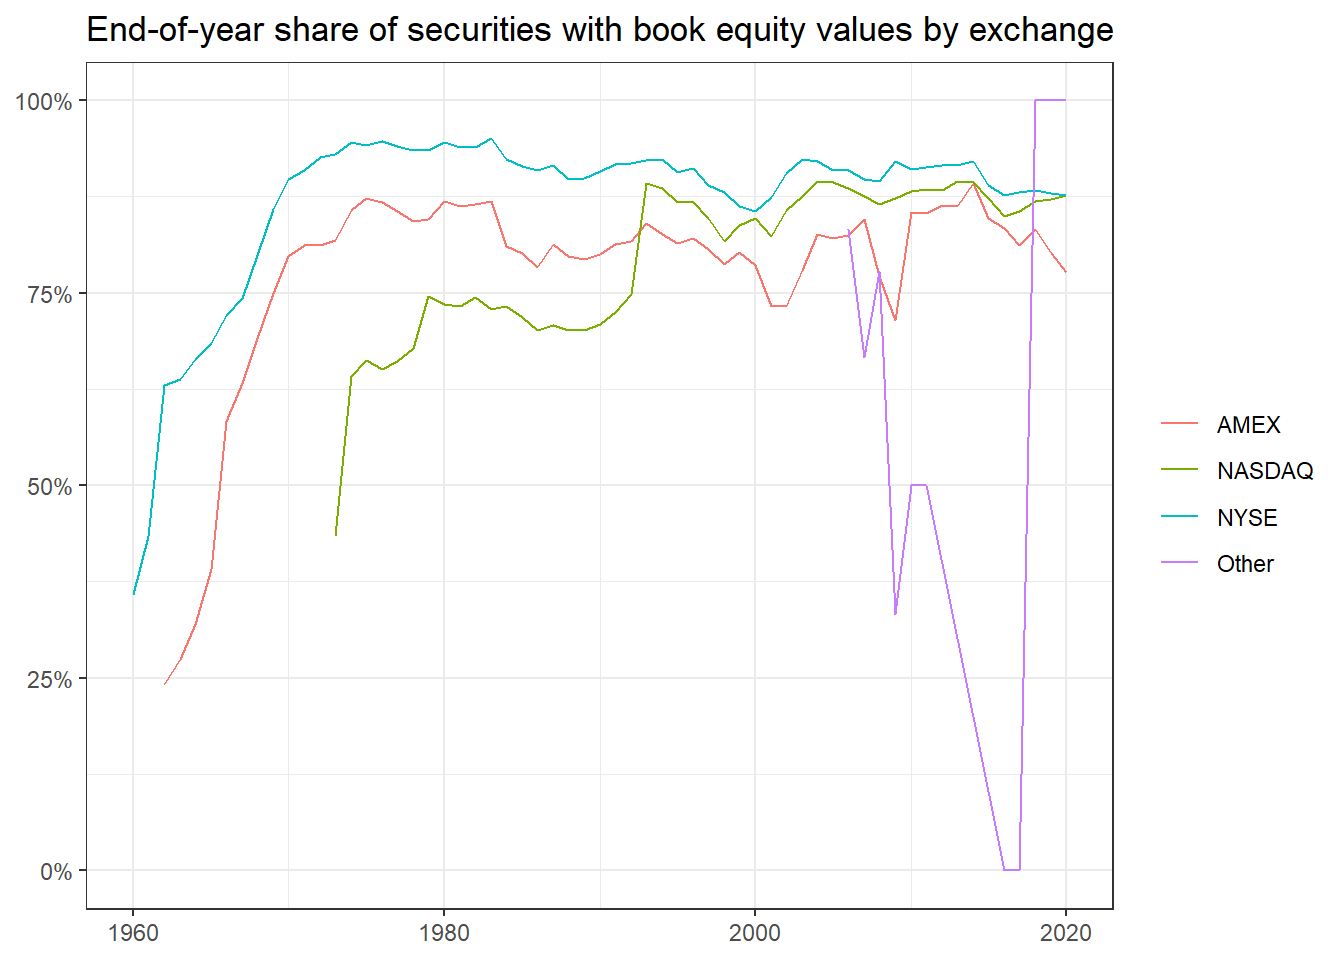 End-of-year share of securities with book equity values by exchange
100%
75%
50%
25%
0%
1960
1980
2000
2020
AMEX
NASDAQ
NYSE
Other